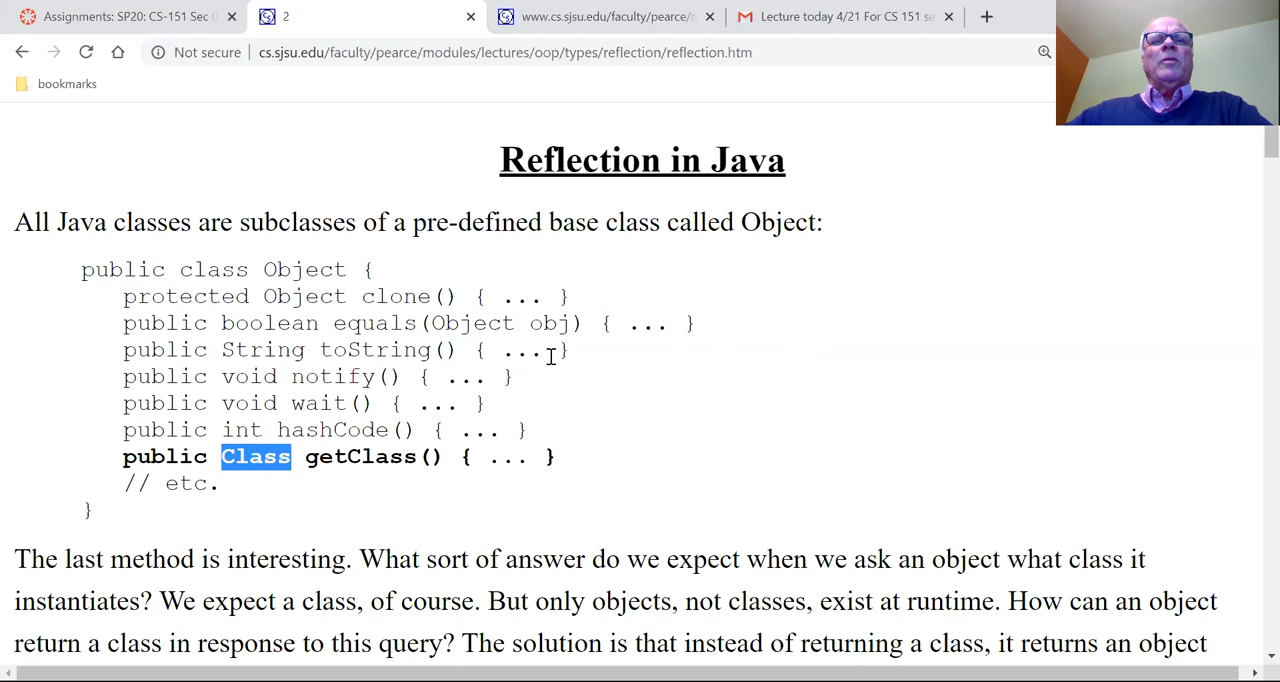 Assignments: SP20: CS-151 Sec
2
www.cs.sjsu.edu/faculty/pearce/
Lecture today 4/21 For CS 151 se
Not secure
cs.sjsu.edu/faculty/pearce/modules/lectures/oop/types/reflection/reflection.htm
bookmarks
Reflection in Java
All Java classes are subclasses of a pre-defined base class called Object:
public class Object {
protected Object clone() { ... }
public boolean equals(Object obj) { ... }
public String toString() { ... }
public void notify() { ... }
public void wait() { ... }
public int hashCode() { ... }
public Class getClass() { ... }
// etc.
}
The last method is interesting. What sort of answer do we expect when we ask an object what class it
instantiates? We expect a class, of course. But only objects, not classes, exist at runtime. How can an object
return a class in response to this query? The solution is that instead of returning a class, it returns an object